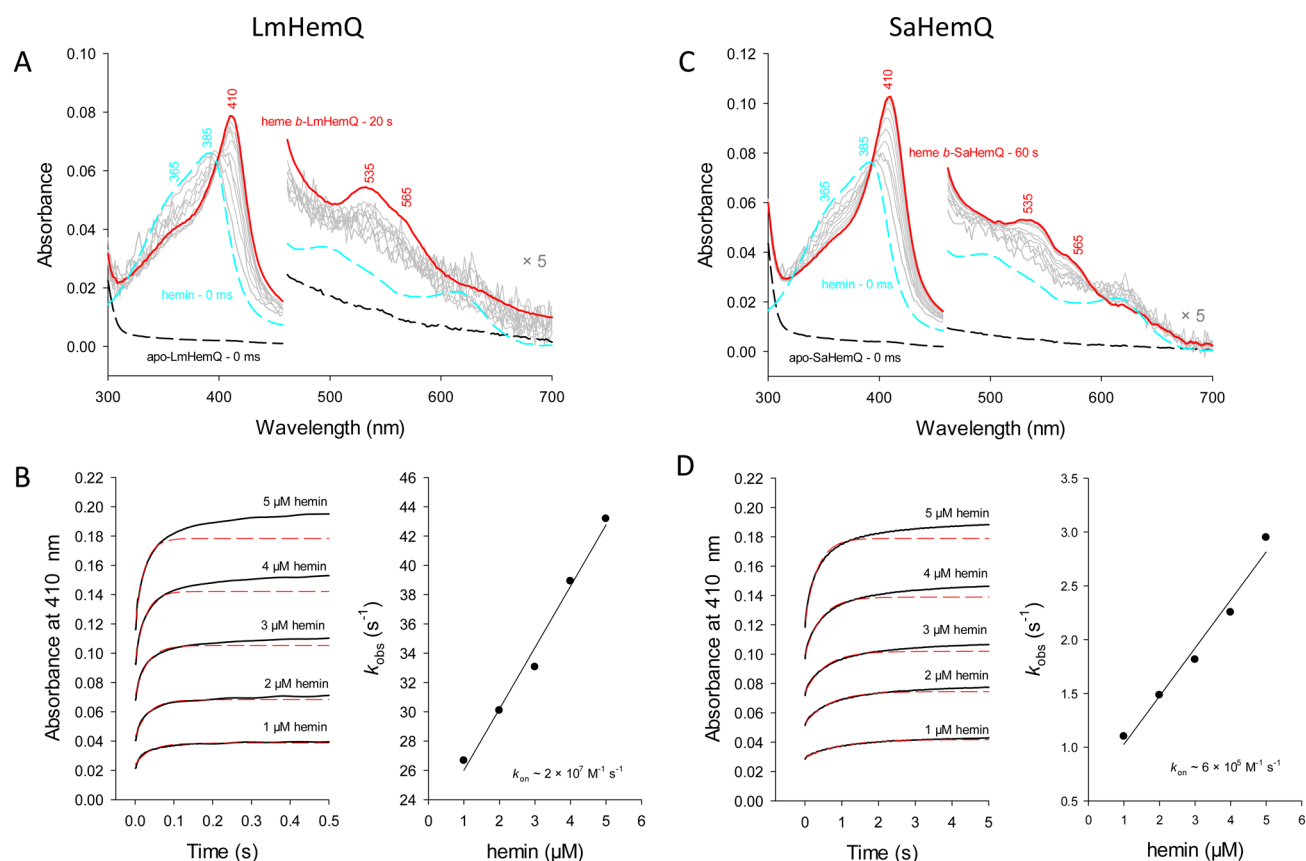 LmHemQ
SaHemQ
A
0.10
0.08
0.06
0.04
0.02
0.00
Absorbance
365
385
410
heme b-LmHemQ - 20 s
535
565
× 5
hemin - 0 ms
apo-LmHemQ - 0 ms
300
400
500
600
700
Wavelength (nm)
C
0.12
0.10
0.08
0.06
0.04
0.02
0.00
Absorbance
365
385
410
heme b-SaHemQ - 60 s
535
565
× 5
hemin - 0 ms
apo-SaHemQ - 0 ms
300
400
500
600
700
Wavelength (nm)
B
0.22
0.20
0.18
0.16
0.14
0.12
0.10
0.08
0.06
0.04
0.02
0.00
Absorbance at 410 nm
5 µM hemin
4 µM hemin
3 µM hemin
2 µM hemin
1 µM hemin
0.0
0.1
0.2
0.3
0.4
0.5
Time (s)
46
44
42
40
38
36
34
32
30
28
26
24
kobs (s-1)
kon ~ 2 × 10⁷ M-1 s-1
0
1
2
3
4
5
6
hemin (µM)
D
0.22
0.20
0.18
0.16
0.14
0.12
0.10
0.08
0.06
0.04
0.02
0.00
Absorbance at 410 nm
5 µM hemin
4 µM hemin
3 µM hemin
2 µM hemin
1 µM hemin
0
1
2
3
4
5
Time (s)
3.5
3.0
2.5
2.0
1.5
1.0
0.5
kobs (s-1)
kon ~ 6 × 10⁵ M-1 s-1
0
1
2
3
4
5
6
hemin (µM)